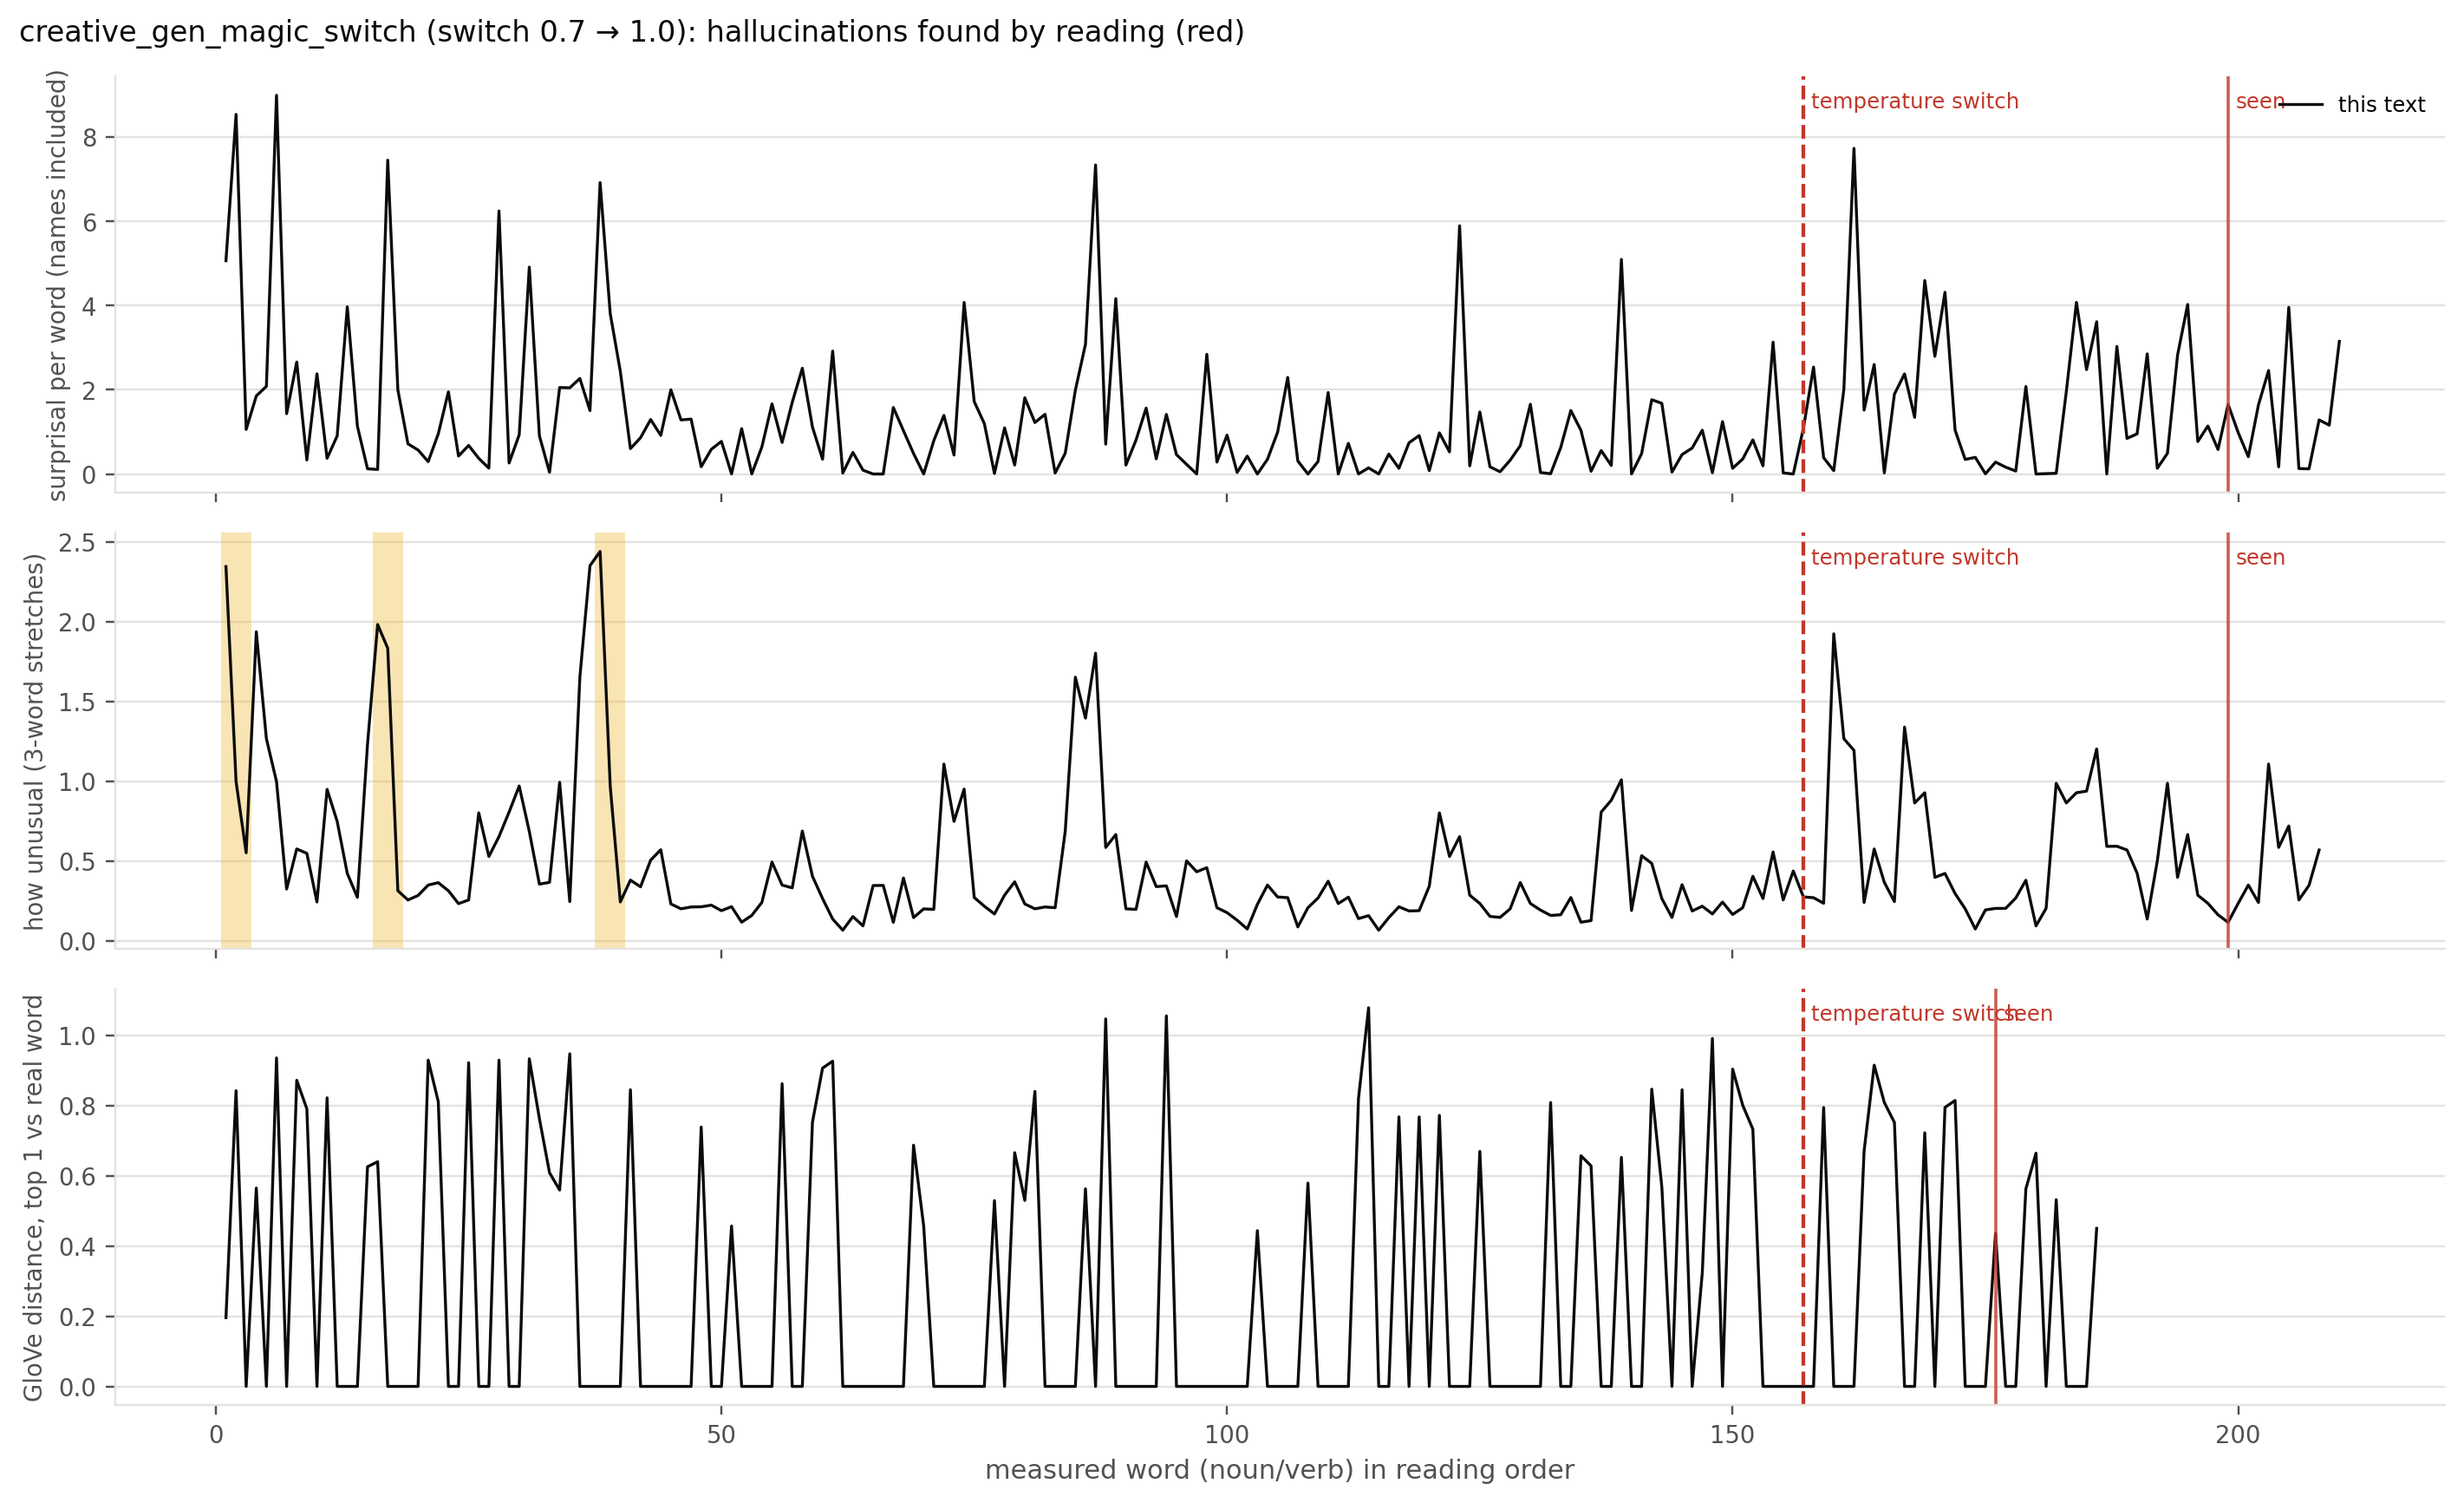 creative_gen_magic_switch (switch 0.7 → 1.0): hallucinations found by reading (red)
surprisal per word (names included)
8
6
4
2
0
temperature switch
seen
this text
how unusual (3-word stretches)
2.5
2.0
1.5
1.0
0.5
0.0
temperature switch
seen
GloVe distance, top 1 vs real word
1.0
0.8
0.6
0.4
0.2
0.0
temperature switch
seen
0 50 100 150 200
measured word (noun/verb) in reading order